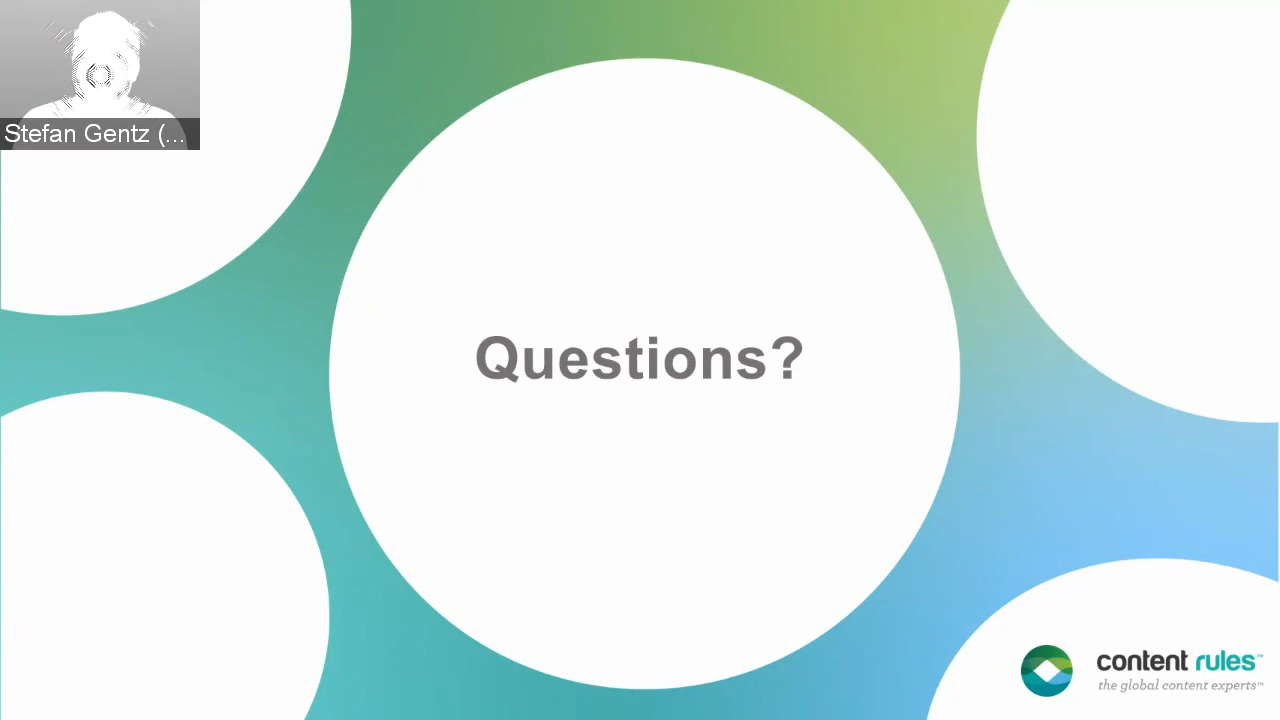 Stefan Gentz (...
Questions?
content rules™
the global content experts™